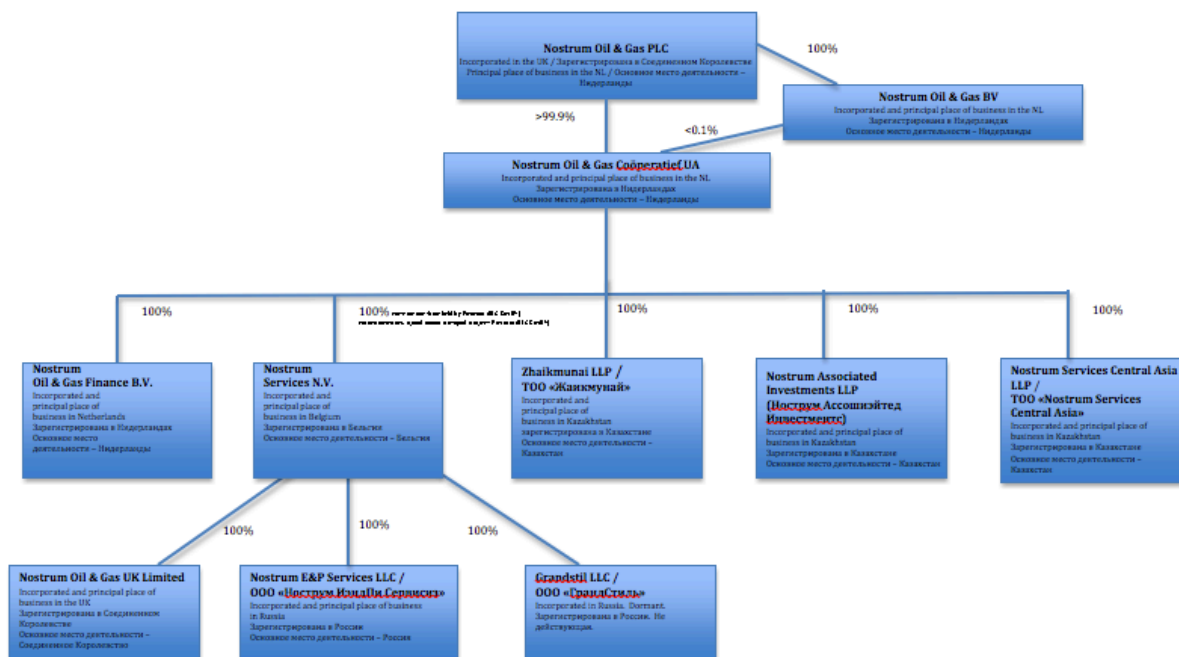 Nostrum Oil & Gas PLC
Incorporated in the UK / Зарегистрирована в Соединенном Королевстве
Principal place of business in the NL / Основное место деятельности –
Нидерланды
100%
Nostrum Oil & Gas BV
Incorporated and principal place of business in the NL
Зарегистрирована в Нидерландах
Основное место деятельности – Нидерланды
>99.9%
<0.1%
Nostrum Oil & Gas Coöperatief UA
Incorporated and principal place of business in the NL
Зарегистрирована в Нидерландах
Основное место деятельности – Нидерланды
100%
100%
100%
100%
100%
Nostrum
Oil & Gas Finance B.V.
Incorporated and
principal place of
business in Netherlands
Зарегистрирована в Нидерландах
Основное место
деятельности – Нидерланды
Nostrum
Services N.V.
Incorporated and
principal place of
business in Belgium
Зарегистрирована в Бельгии
Основное место деятельности – Бельгия
Zhaikmunai LLP /
ТОО «Жаикмунай»
Incorporated and
principal place of
business in Kazakhstan
зарегистрирована в Казахстане
Основное место деятельности –
Казахстан
Nostrum Associated
Investments LLP
(Нострум Ассошиэйтед
Инвестментс)
Incorporated and principal place of
business in Kazakhstan
Зарегистрирована в Казахстане
Основное место деятельности – Казахстан
Nostrum Services Central Asia
LLP /
ТОО «Nostrum Services
Central Asia»
Incorporated and principal place of
business in Kazakhstan
Зарегистрирована в Казахстане
Основное место деятельности –
Казахстан
100%
100%
100%
Nostrum Oil & Gas UK Limited
Incorporated and principal place of
business in the UK
Зарегистрирована в Соединенном
Королевстве
Основное место деятельности –
Соединенное Королевство
Nostrum E&P Services LLC /
ООО «Нострум ИэндПи Сервисиз»
Incorporated and principal place of business
in Russia
Зарегистрирована в России
Основное место деятельности – Россия
Grandstil LLC /
ООО «ГрандСтиль»
Incorporated in Russia. Dormant.
Зарегистрирована в России. Не
действующая.